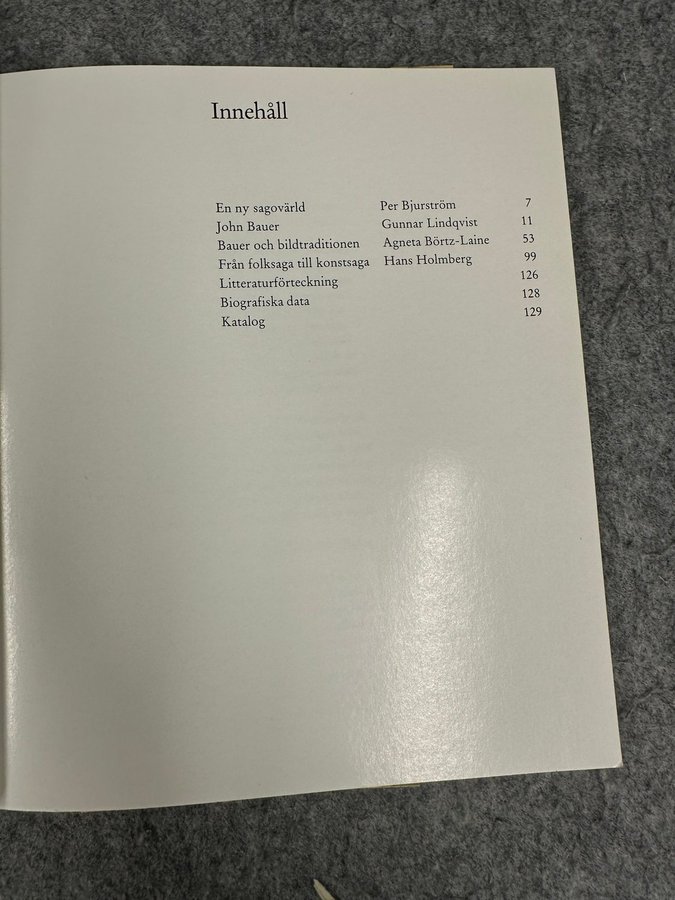 Innehåll
En ny sagovärld Per Bjurström 7
John Bauer Gunnar Lindqvist 11
Bauer och bildtraditionen Agneta Börtz-Laine 53
Från folksaga till konstsaga Hans Holmberg 99
Litteraturförteckning 126
Biografiska data 128
Katalog 129